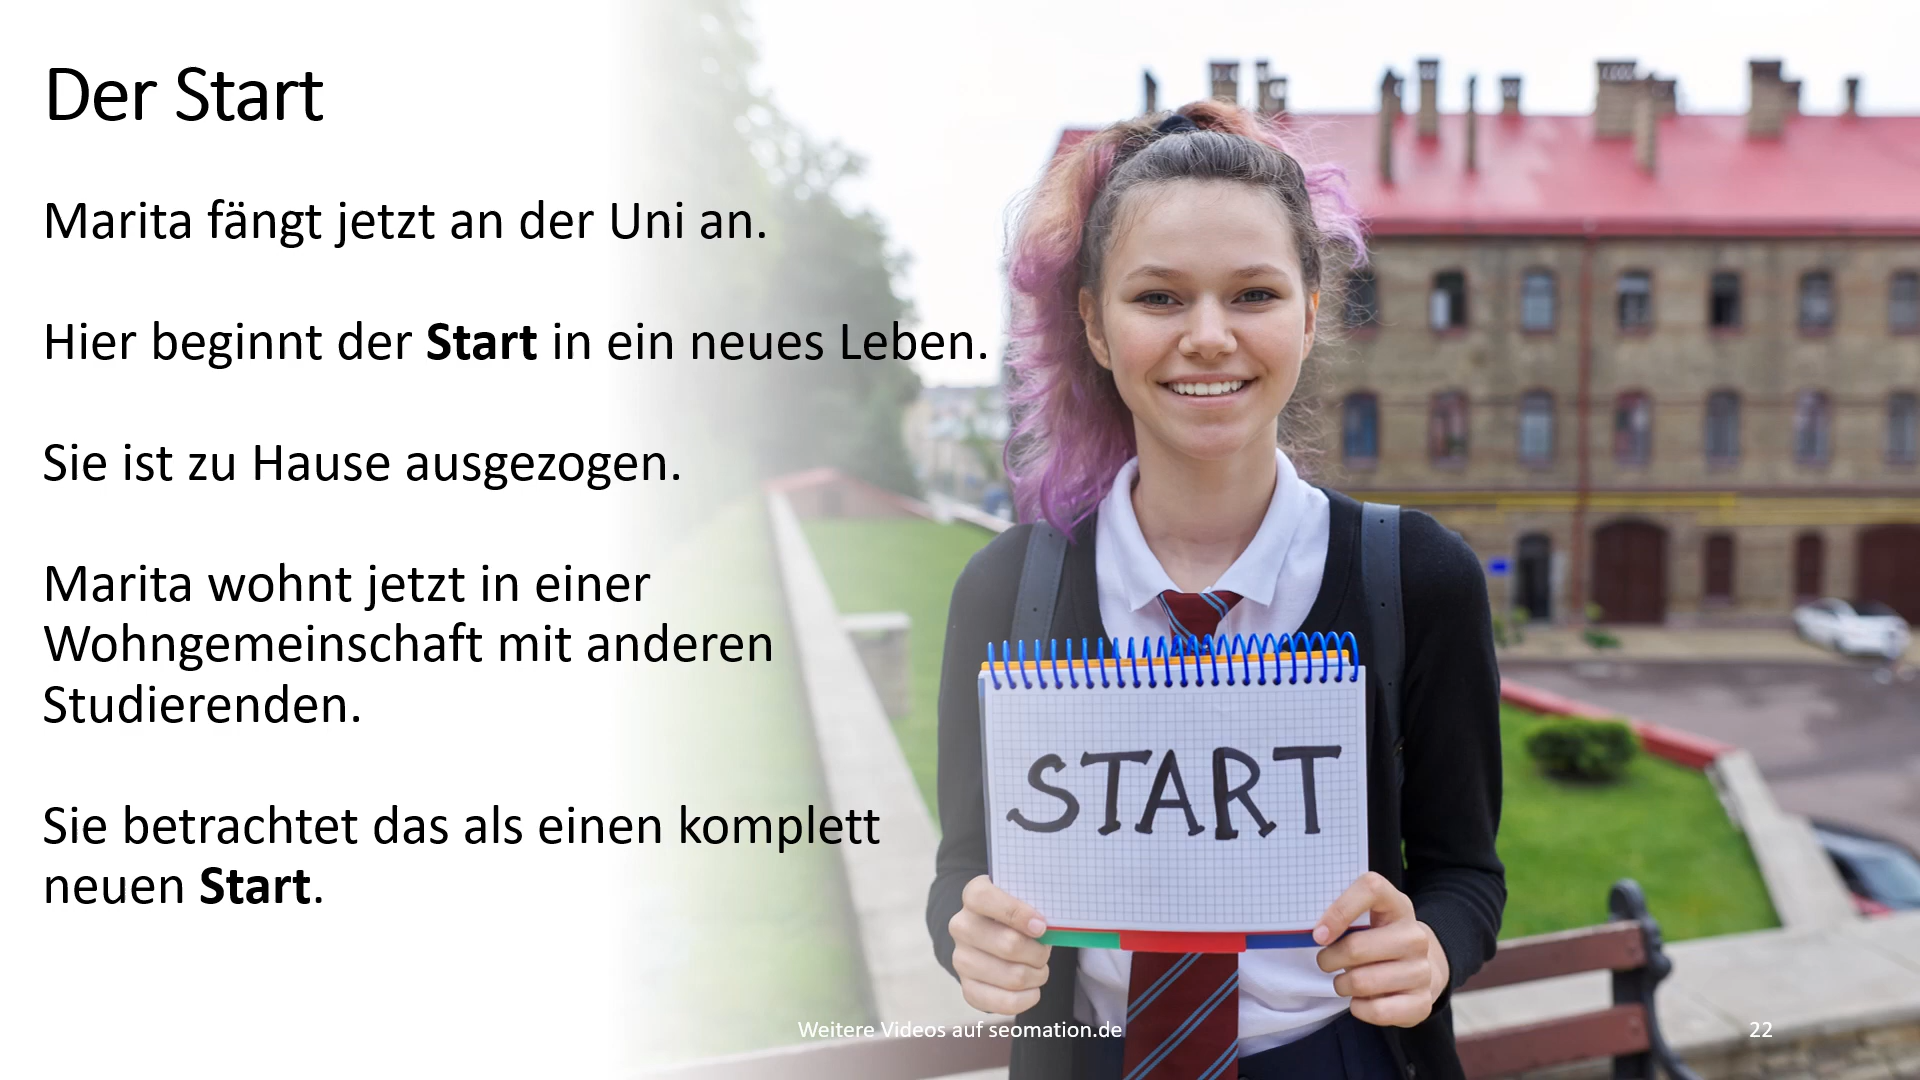 Der Start
Marita fängt jetzt an der Uni an.
Hier beginnt der Start in ein neues Leben.
Sie ist zu Hause ausgezogen.
Marita wohnt jetzt in einer
Wohngemeinschaft mit anderen
Studierenden.
Sie betrachtet das als einen komplett
neuen Start.
START
Weitere Videos auf seomation.de
22